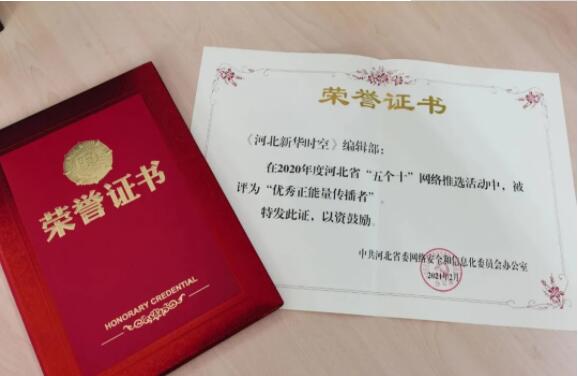 荣誉证书
HONORARY CREDENTIAL
荣誉证书
《河北新华时空》编辑部：
在2020年度河北省“五个十”网络推选活动中，被
评为“优秀正能量传播者”。
特发此证，以资鼓励。
中共河北省委网络安全和信息化委员会办公室
2021年2月